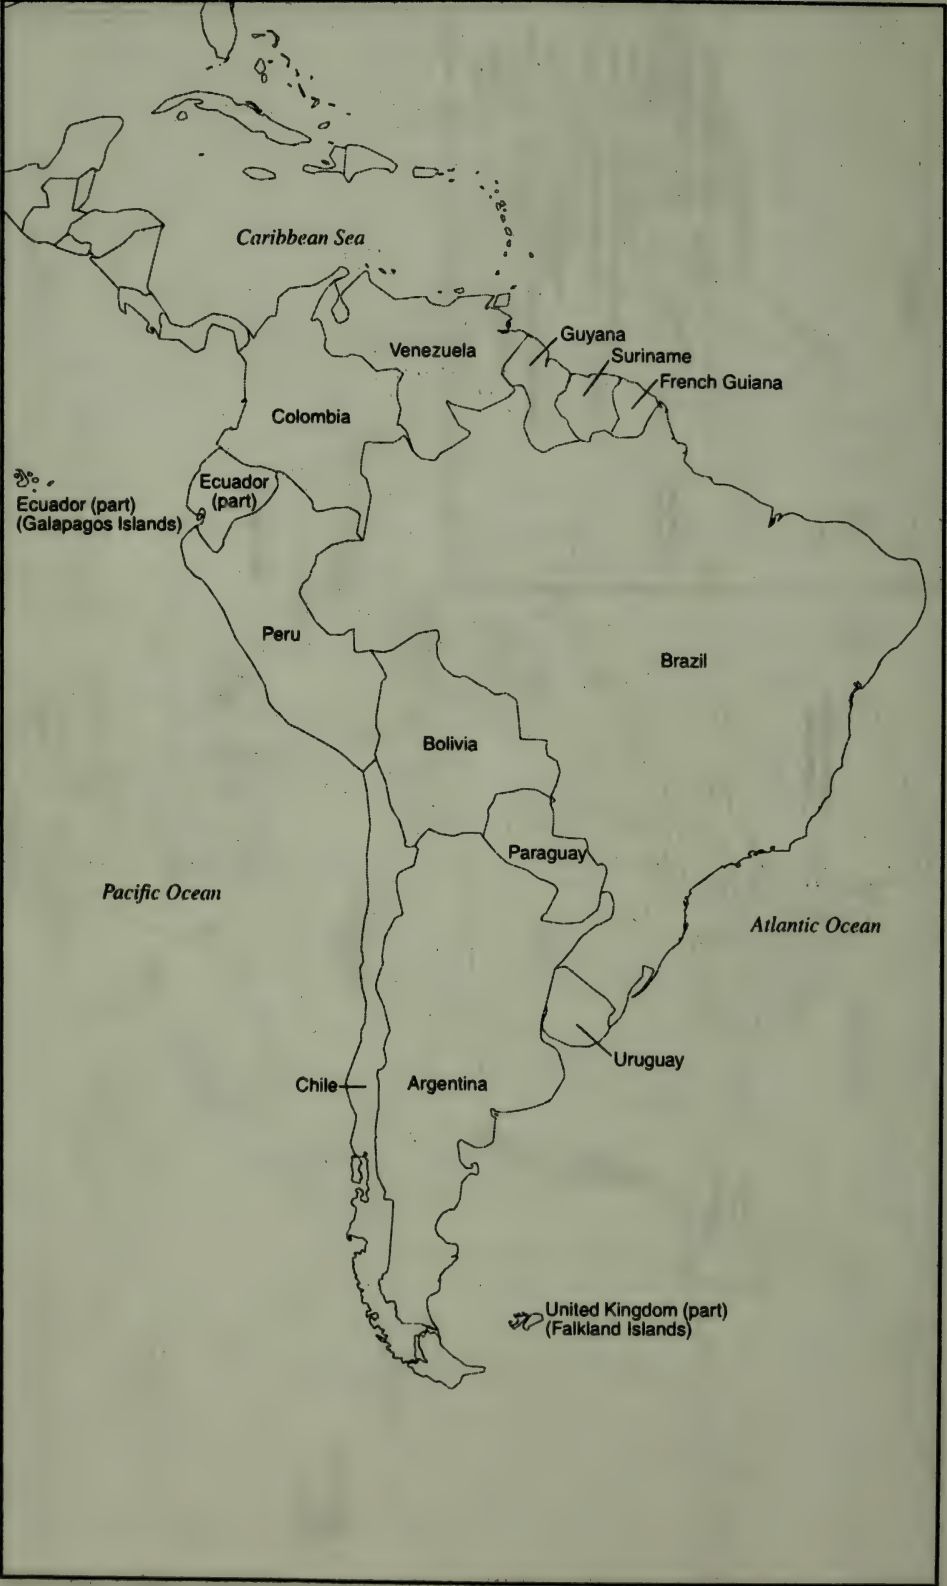 Caribbean Sea
Guyana
Venezuela
Suriname
French Guiana
Colombia
Ecuador
(part)
Ecuador (part)
(Galapagos Islands)
Peru
Brazil
Bolivia
Paraguay
Pacific Ocean
Atlantic Ocean
Uruguay
Chile
Argentina
United Kingdom (part)
(Falkland Islands)